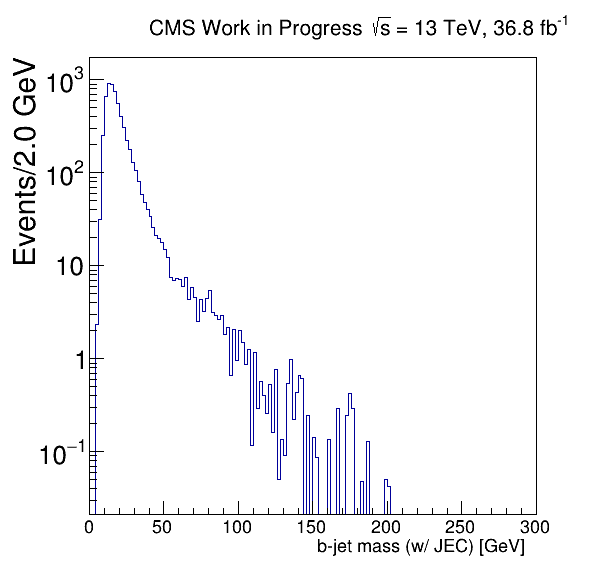 CMS Work in Progress √s = 13 TeV, 36.8 fb⁻¹
Events/2.0 GeV
10³
10²
10
1
10⁻¹
0 50 100 150 200 250 300
b-jet mass (w/ JEC) [GeV]